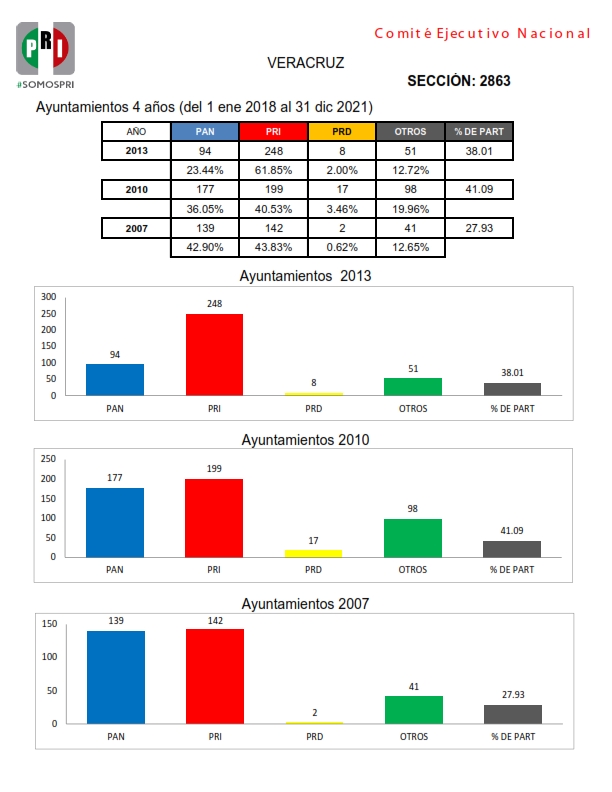 PRI
#SOMOSPRI
Comité Ejecutivo Nacional
VERACRUZ
SECCIÓN: 2863
Ayuntamientos 4 años (del 1 ene 2018 al 31 dic 2021)
AÑO PAN PRI PRD OTROS % DE PART
2013 94 248 8 51 38.01
23.44% 61.85% 2.00% 12.72%
2010 177 199 17 98 41.09
36.05% 40.53% 3.46% 19.96%
2007 139 142 2 41 27.93
42.90% 43.83% 0.62% 12.65%
Ayuntamientos 2013
300
250
200
150
100
50
0
94
248
8
51
38.01
PAN PRI PRD OTROS % DE PART
Ayuntamientos 2010
250
200
150
100
50
0
177
199
17
98
41.09
PAN PRI PRD OTROS % DE PART
Ayuntamientos 2007
150
100
50
0
139
142
2
41
27.93
PAN PRI PRD OTROS % DE PART